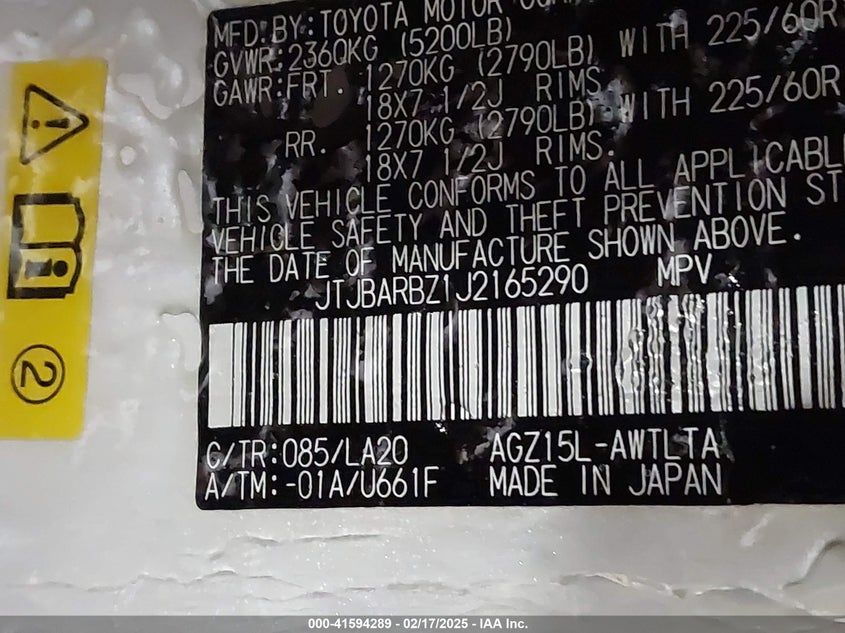 MFD.BY:TOYOTA MOTOR
GVWR:2360KG (5200LB)
GAWR:FRT. 1270KG (2790LB) WITH 225/60R
18X7 1/2J RIMS.
RR. 1270KG (2790LB) WITH 225/60R
18X7 1/2J RIMS.
THIS VEHICLE CONFORMS TO ALL APPLICABL
VEHICLE SAFETY AND THEFT PREVENTION ST
THE DATE OF MANUFACTURE SHOWN ABOVE.
JTJBARBZ1J2165290 MPV
C/TR:085/LA20 AGZ15L-AWTLTA
A/TM:-01A/U661F MADE IN JAPAN
2
000-41594289 - 02/17/2025 - IAA Inc.